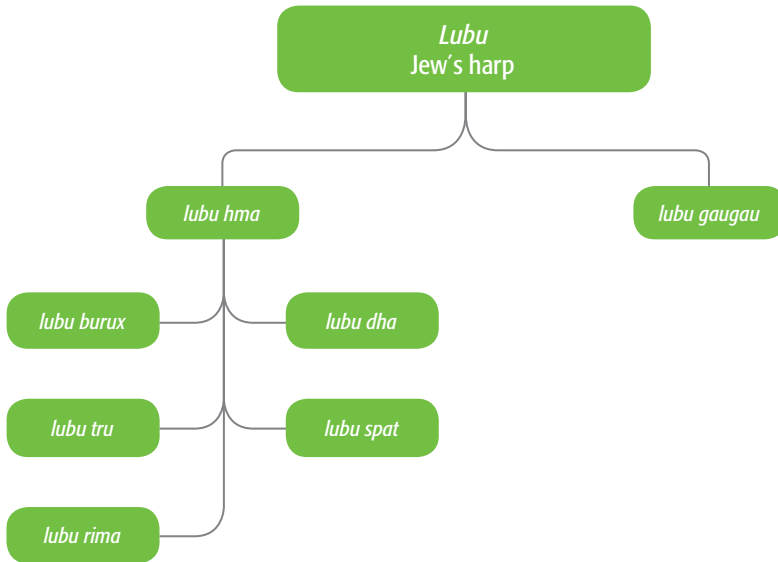 Lubu
Jew´s harp
lubu hma
lubu gaugau
lubu burux
lubu dha
lubu tru
lubu spat
lubu rima